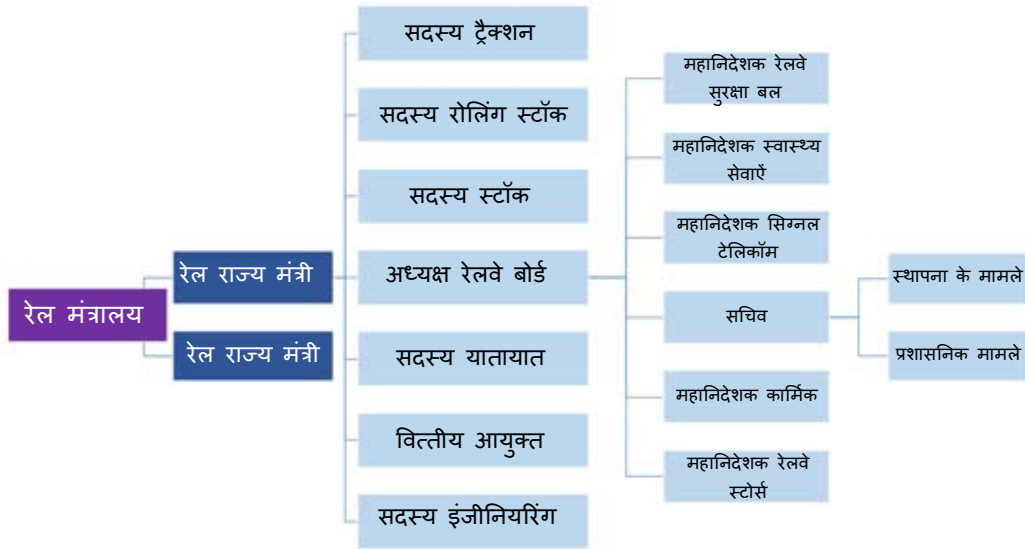 रेल मंत्रालय
रेल राज्य मंत्री
रेल राज्य मंत्री
सदस्य ट्रैक्शन
सदस्य रोलिंग स्टॉक
सदस्य स्टॉक
अध्यक्ष रेलवे बोर्ड
सदस्य यातायात
वित्तीय आयुक्त
सदस्य इंजीनियरिंग
महानिदेशक रेलवे
सुरक्षा बल
महानिदेशक स्वास्थ्य
सेवाऐं
महानिदेशक सिग्नल
टेलिकॉम
सचिव
महानिदेशक कार्मिक
महानिदेशक रेलवे
स्टोर्स
स्थापना के मामले
प्रशासनिक मामले